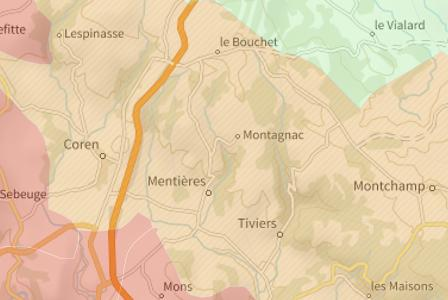 le Vialard
efitte
Lespinasse
le Bouchet
Montagnac
Coren
Mentières
Montchamp
Sebeuge
Tiviers
Mons
les Maisons